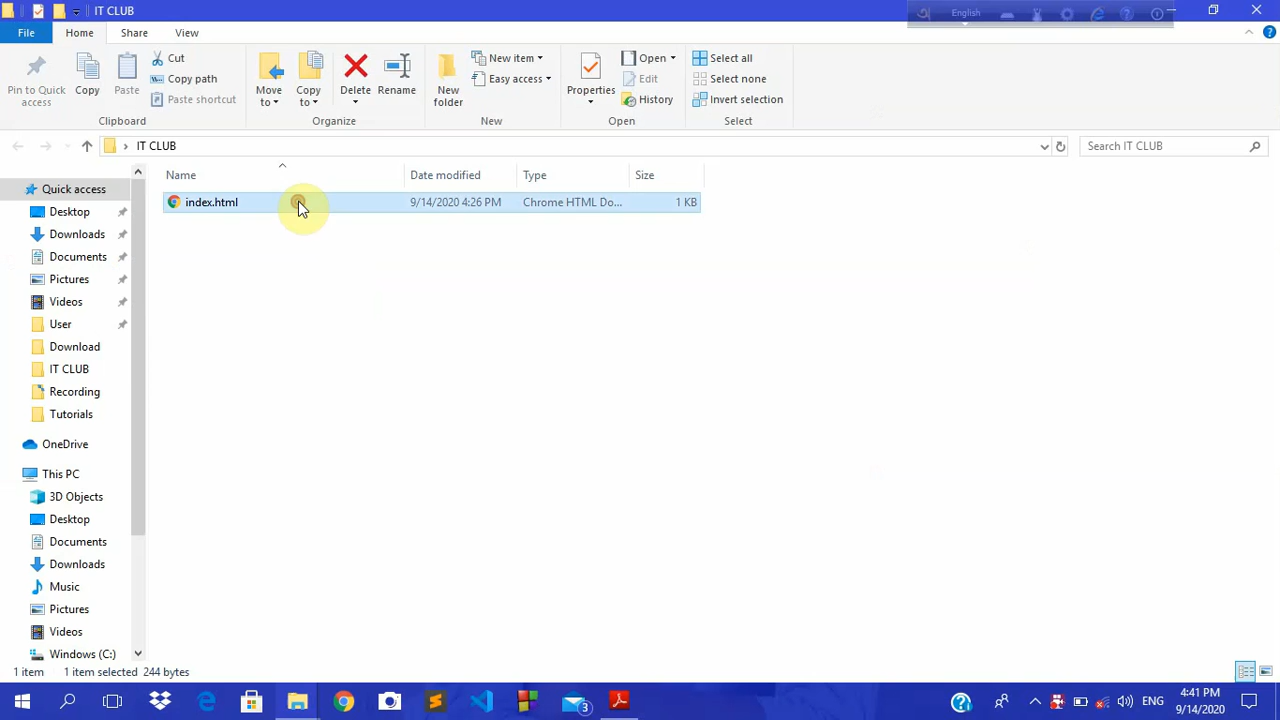 IT CLUB
English
File
Home
Share
View
Pin to Quick access
Copy
Paste
Cut
Copy path
Paste shortcut
Clipboard
Move to
Copy to
Delete
Rename
Organize
New folder
New item
Easy access
New
Properties
Open
Edit
History
Open
Select all
Select none
Invert selection
Select
IT CLUB
Search IT CLUB
Name
Date modified
Type
Size
index.html
9/14/2020 4:26 PM
Chrome HTML Do...
1 KB
Quick access
Desktop
Downloads
Documents
Pictures
Videos
User
Download
IT CLUB
Recording
Tutorials
OneDrive
This PC
3D Objects
Desktop
Documents
Downloads
Music
Pictures
Videos
Windows (C:)
1 item
1 item selected 244 bytes
3
ENG
4:41 PM
9/14/2020